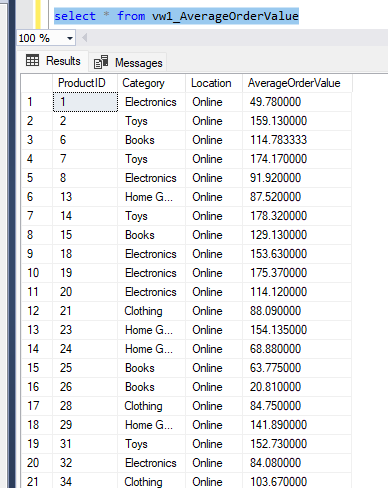 select * from vw1_AverageOrderValue
100 %
Results Messages
ProductID Category Location AverageOrderValue
1 1 Electronics Online 49.780000
2 2 Toys Online 159.130000
3 6 Books Online 114.783333
4 7 Toys Online 174.170000
5 8 Electronics Online 91.920000
6 13 Home G... Online 87.520000
7 14 Toys Online 178.320000
8 15 Books Online 129.130000
9 18 Electronics Online 153.630000
10 19 Electronics Online 175.370000
11 20 Electronics Online 114.120000
12 21 Clothing Online 88.090000
13 23 Home G... Online 154.135000
14 24 Home G... Online 68.880000
15 25 Books Online 63.775000
16 26 Books Online 20.810000
17 28 Clothing Online 84.750000
18 29 Home G... Online 141.890000
19 31 Toys Online 152.730000
20 32 Electronics Online 84.080000
21 34 Clothing Online 103.670000